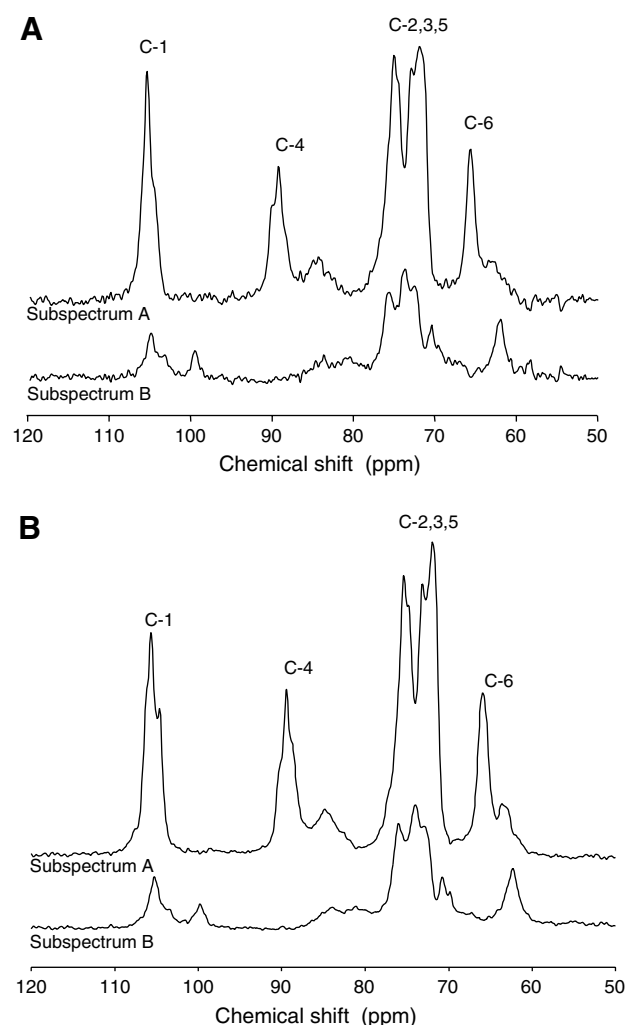 A
C-1
C-2,3,5
C-4
C-6
Subspectrum A
Subspectrum B
120 110 100 90 80 70 60 50
Chemical shift (ppm)
B
C-2,3,5
C-1
C-4
C-6
Subspectrum A
Subspectrum B
120 110 100 90 80 70 60 50
Chemical shift (ppm)